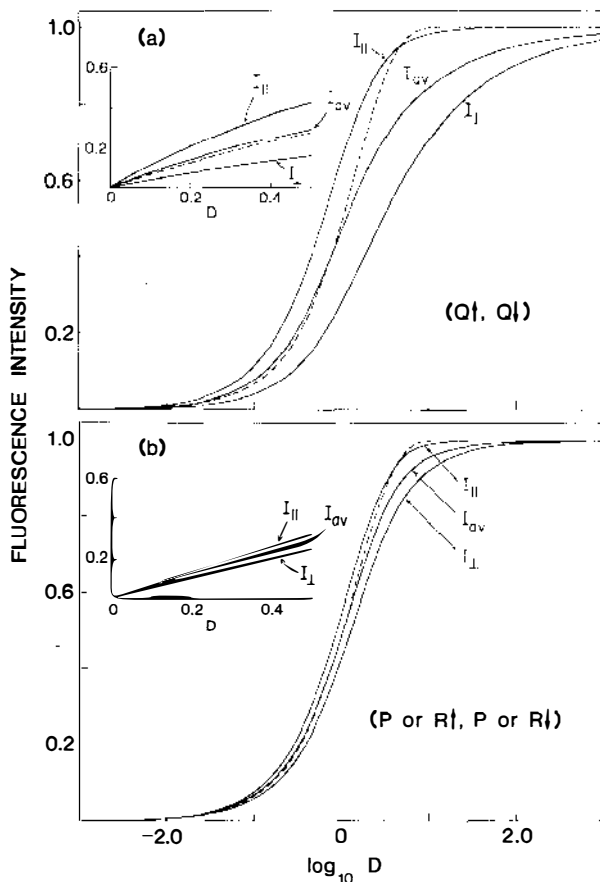 FLUORESCENCE INTENSITY
(a)
1.0
0.6
0.2
0.6
0.2
0
0.2
0.4
D
I||
Iav
I
I||
Iav
I⊥
(Q↑, Q↓)
(b)
1.0
0.6
0.2
0.6
0.2
0
0.2
0.4
D
I||
Iav
I⊥
I||
Iav
I⊥
(P or R↑, P or R↓)
-2.0
0
2.0
log10 D